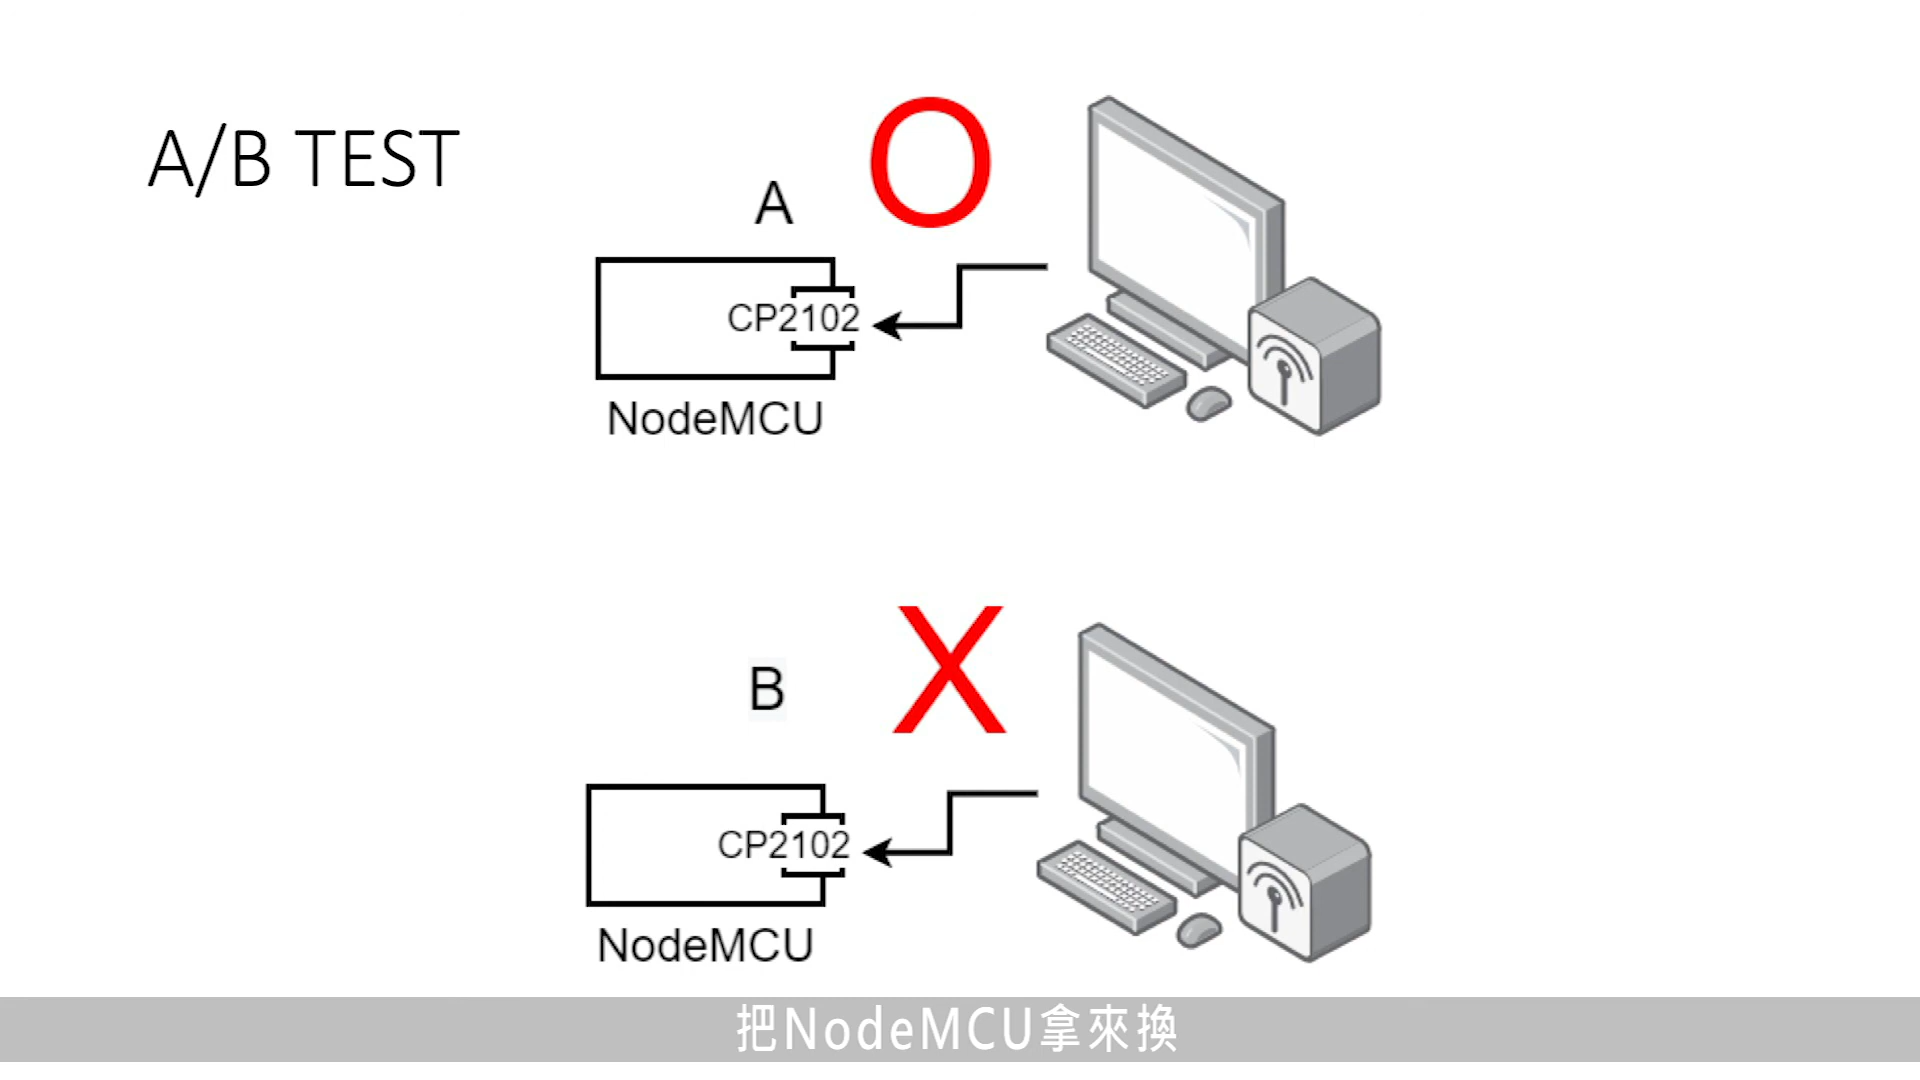 A/B TEST
A
O
CP2102
NodeMCU
B
X
CP2102
NodeMCU
把NodeMCU拿來換